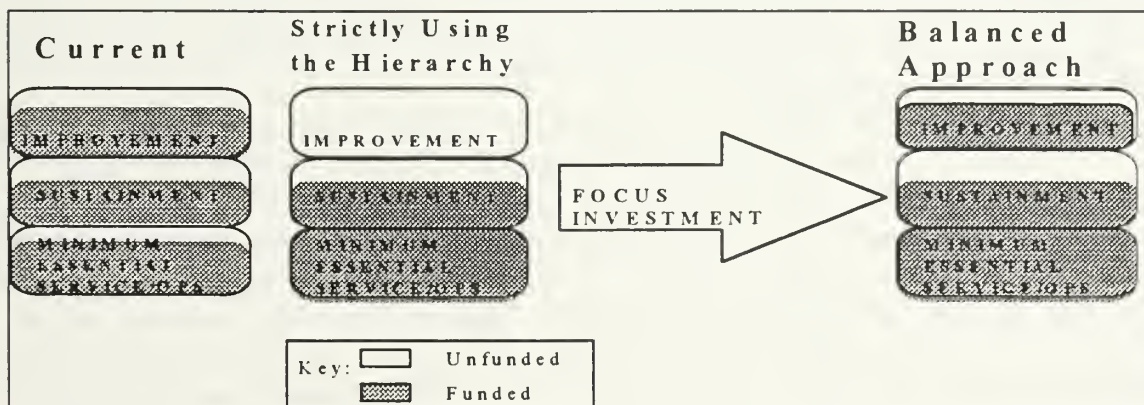 Current
IMPROVEMENT
SUSTAINMENT
MINIMUM
ESSENTIAL
SERVICE/OPS
Strictly Using
the Hierarchy
IMPROVEMENT
SUSTAINMENT
MINIMUM
ESSENTIAL
SERVICE/OPS
FOCUS
INVESTMENT
Balanced
Approach
IMPROVEMENT
SUSTAINMENT
MINIMUM
ESSENTIAL
SERVICE/OPS
Key:
Unfunded
Funded